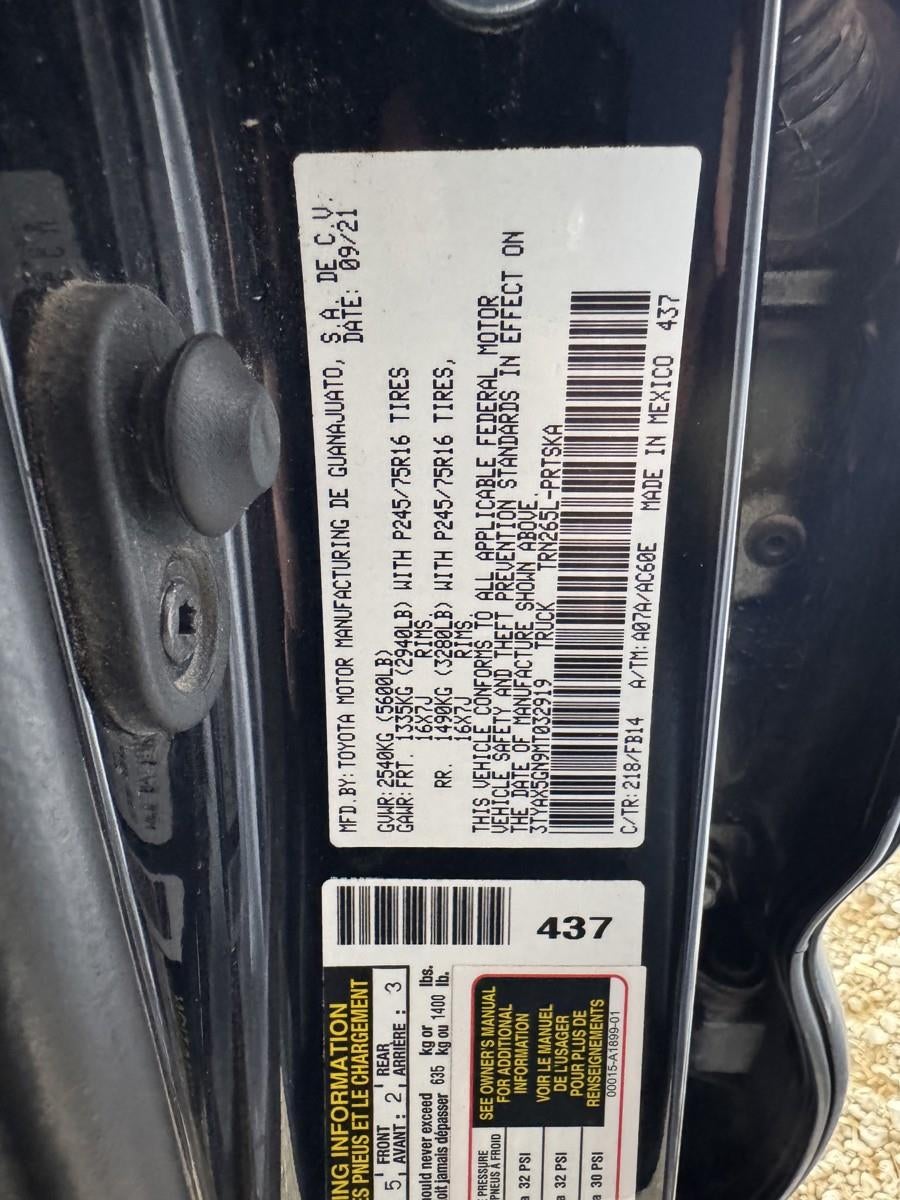 MFD.BY: TOYOTA MOTOR MANUFACTURING DE GUANAJUATO, S.A. DE C.V.
DATE: 09/21
GVWR: 2540KG (5600LB)
GAWR: FRT. 1335KG (2940LB) WITH P245/75R16 TIRES
16X7J RIMS,
RR. 1490KG (3280LB) WITH P245/75R16 TIRES,
16X7J RIMS.
THIS VEHICLE CONFORMS TO ALL APPLICABLE FEDERAL MOTOR
VEHICLE SAFETY AND THEFT PREVENTION STANDARDS IN EFFECT ON
THE DATE OF MANUFACTURE SHOWN ABOVE.
3TYAX5GN9MT032919 TRUCK TRN265L-PRTSKA
C/TR: 218/FB14 A/TM: A07A/AC60E MADE IN MEXICO 437
437
ING INFORMATION
ES PNEUS ET LE CHARGEMENT
5 FRONT AVANT : 2 REAR ARRIÈRE : 3
ould never exceed 635 kg or 1400 lbs.
oit jamais dépasser kg ou lb.
PRESSURE
PNEUS À FROID
a 32 PSI
a 32 PSI
a 30 PSI
SEE OWNER'S MANUAL
FOR ADDITIONAL
INFORMATION
VOIR LE MANUEL
DE L'USAGER
POUR PLUS DE
RENSEIGNEMENTS
00015-A1899-01